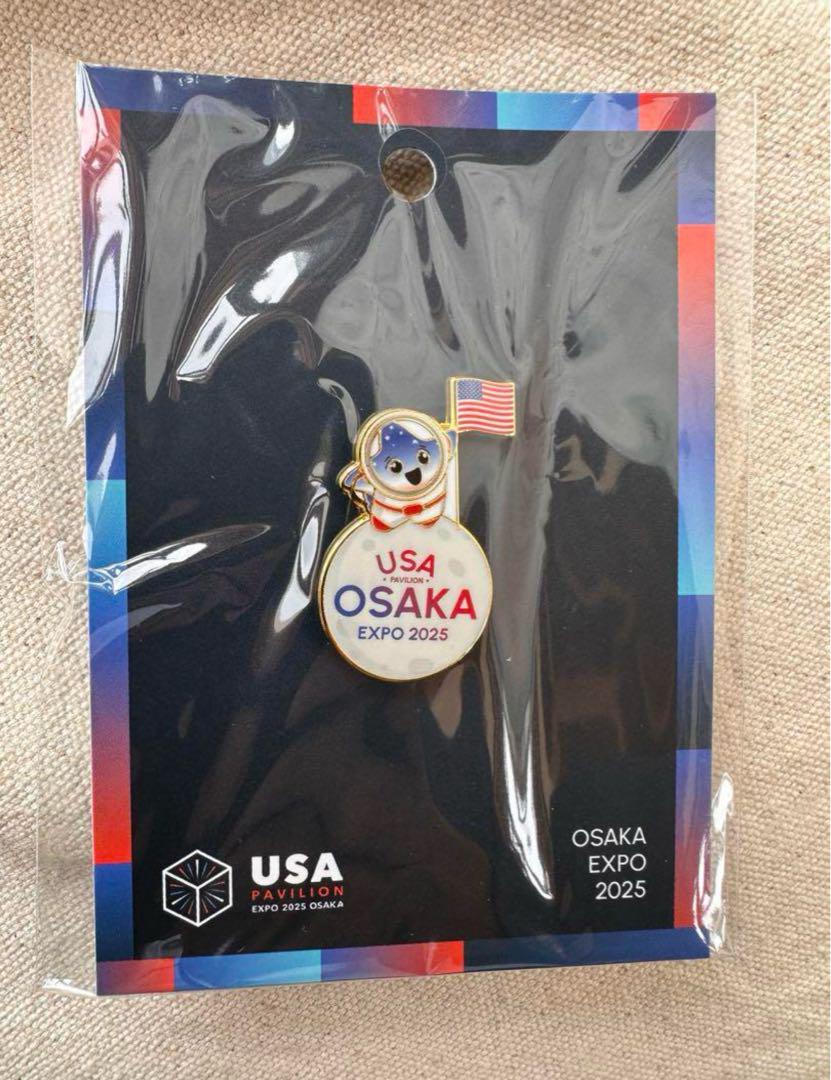 USA
• PAVILION •
OSAKA
EXPO 2025
USA
PAVILION
EXPO 2025 OSAKA
OSAKA
EXPO
2025